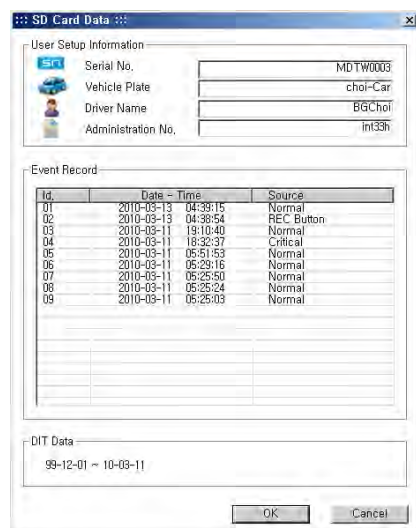 ::: SD Card Data :::
User Setup Information
Serial No. MDTW0003
Vehicle Plate choi-Car
Driver Name BGChoi
Administration No. int33h
Event Record
Id. Date - Time Source
01 2010-03-13 04:39:15 Normal
02 2010-03-13 04:38:54 REC Button
03 2010-03-11 19:10:40 Normal
04 2010-03-11 18:32:37 Critical
05 2010-03-11 05:51:53 Normal
06 2010-03-11 05:29:16 Normal
07 2010-03-11 05:25:50 Normal
08 2010-03-11 05:25:24 Normal
09 2010-03-11 05:25:03 Normal
DIT Data
99-12-01 ~ 10-03-11
OK Cancel